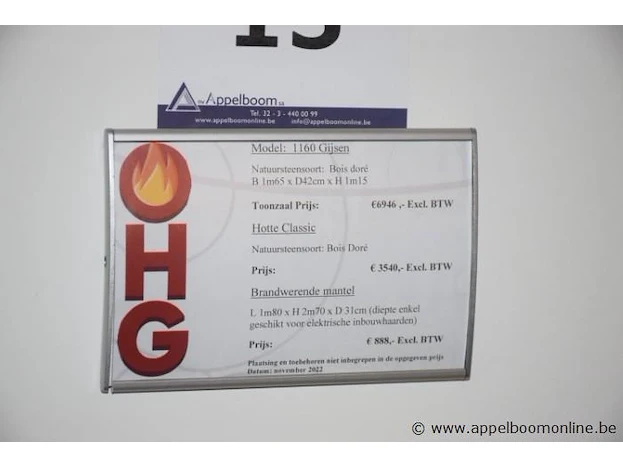 nv Appelboom sa
Tel. 32 - 3 - 440 00 99
www.appelboomonline.be info@appelboomonline.be
OHG
Model: 1160 Gijsen
Natuursteensoort: Bois doré
B 1m65 x D42cm x H 1m15
Toonzaal Prijs: €6946 ,- Excl. BTW
Hotte Classic
Natuursteensoort: Bois Doré
Prijs: € 3540,- Excl. BTW
Brandwerende mantel
L 1m80 x H 2m70 x D 31cm (diepte enkel
geschikt voor elektrische inbouwhaarden)
Prijs: € 888,- Excl. BTW
Plaatsing en toebehoren niet inbegrepen in de opgegeven prijs
Datum: november 2022
© www.appelboomonline.be